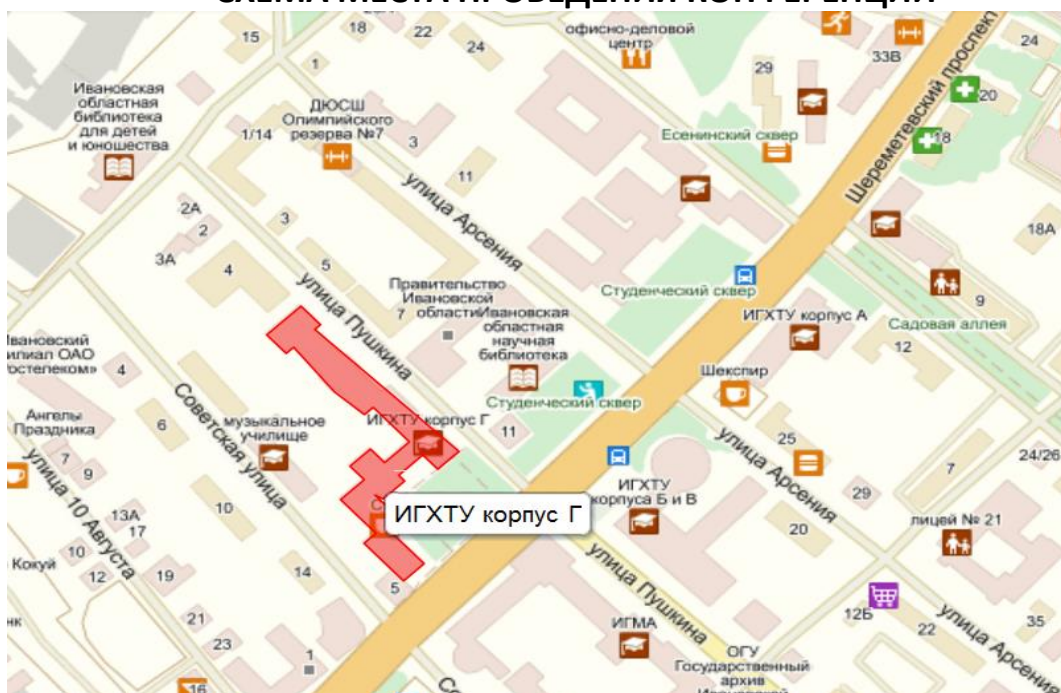 СХЕМА МЕСТА ПРОВЕДЕНИЯ КОНФЕРЕНЦИИ
15
18
22
24
1
офисно-деловой
центр
33В
24
29
20
18
Шереметевский проспект
Ивановская
областная
библиотека
для детей
и юношества
ДЮСШ
Олимпийского
резерва №7
1/14
3
11
Есенинский сквер
улица Арсения
2А
2
3А
4
3
5
18А
улица Пушкина
Правительство
Ивановской
области
7
Ивановская
областная
научная
библиотека
Студенческий сквер
ИГХТУ корпус А
9
Садовая аллея
12
Шекспир
4
Ангелы
Праздника
6
Советская улица
музыкальное
училище
ИГХТУ корпус Г
Студенческий сквер
11
25
улица Арсения
7
24/26
7
9
улица 10 Августа
10
ИГХТУ корпус Г
ИГХТУ
корпуса Б и В
29
20
лицей № 21
13А
17
10
12
Кокуй
19
14
5
21
23
1
16
улица Пушкина
ИГМА
12Б
22
35
улица Арсения
ОГУ
Государственный
архив